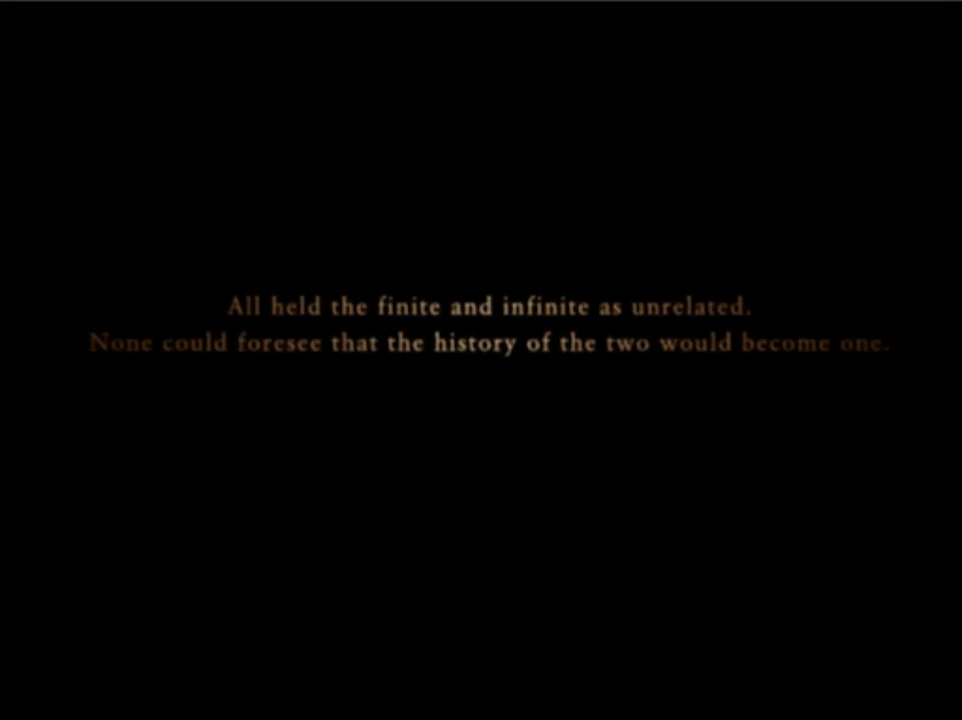 All held the finite and infinite as unrelated.
None could foresee that the history of the two would become one.